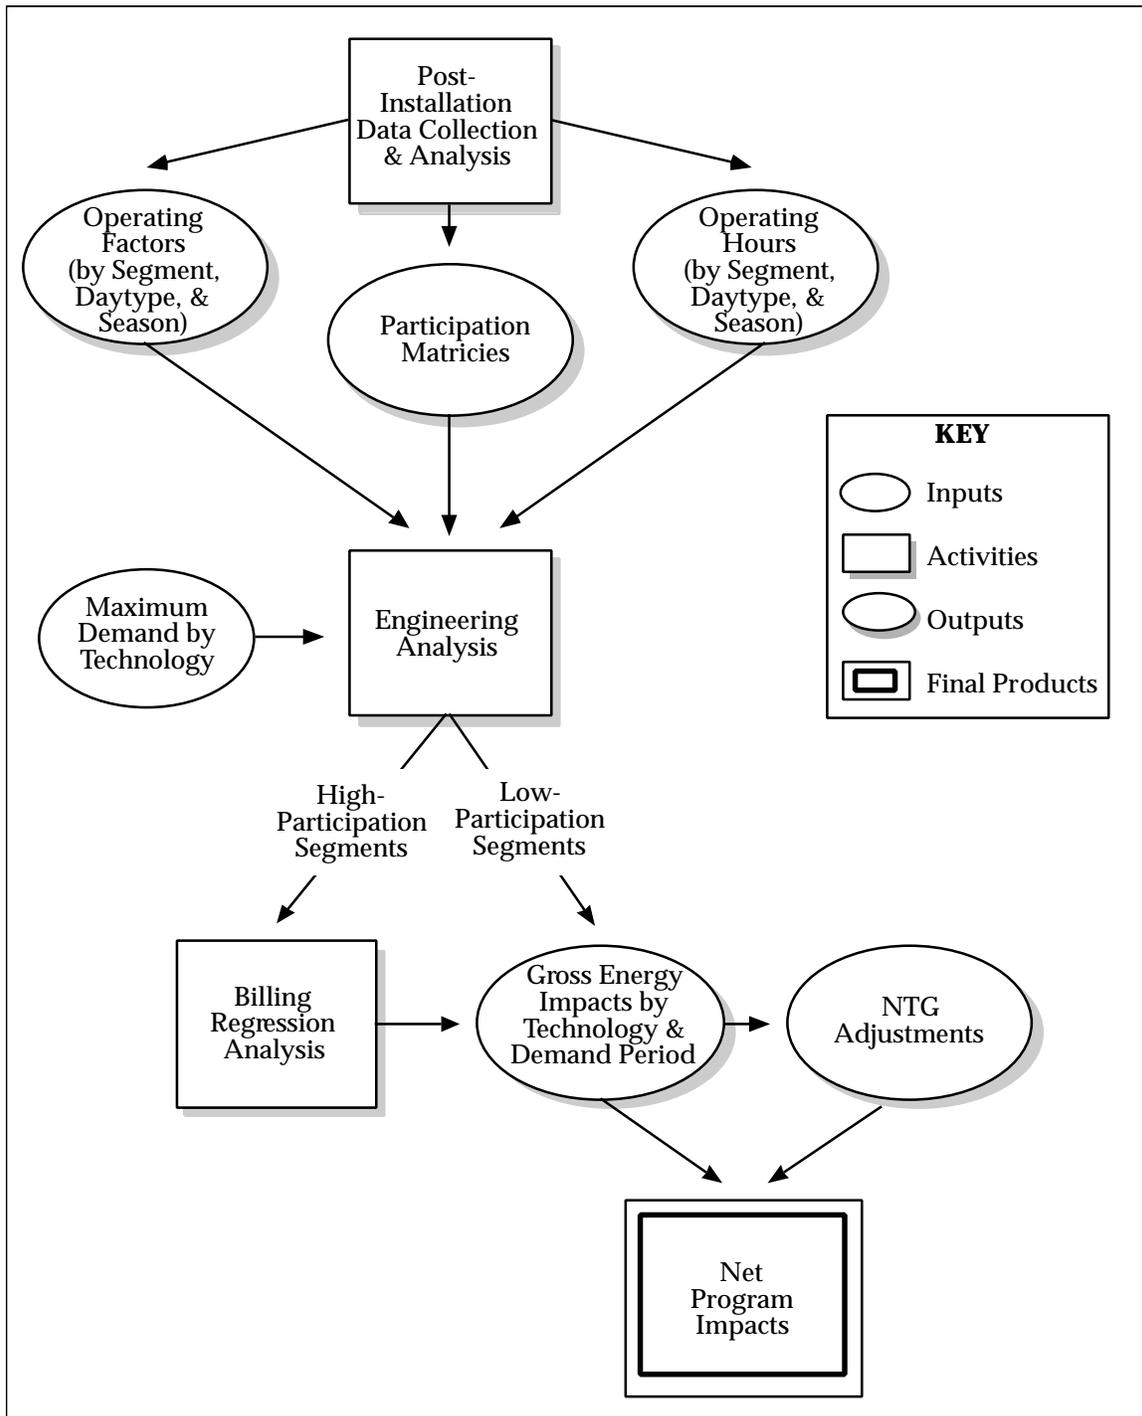 Post-
Installation
Data Collection
& Analysis
Operating
Factors
(by Segment,
Daytype, &
Season)
Participation
Matricies
Operating
Hours
(by Segment,
Daytype, &
Season)
KEY
Inputs
Activities
Outputs
Final Products
Maximum
Demand by
Technology
Engineering
Analysis
High-
Participation
Segments
Low-
Participation
Segments
Billing
Regression
Analysis
Gross Energy
Impacts by
Technology &
Demand Period
NTG
Adjustments
Net
Program
Impacts